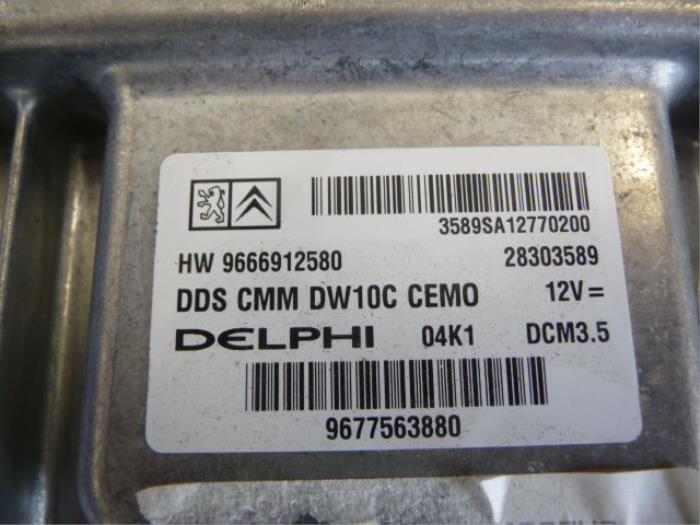 3589SA12770200
HW 9666912580 28303589
DDS CMM DW10C CEMO 12V=
DELPHI 04K1 DCM3.5
9677563880